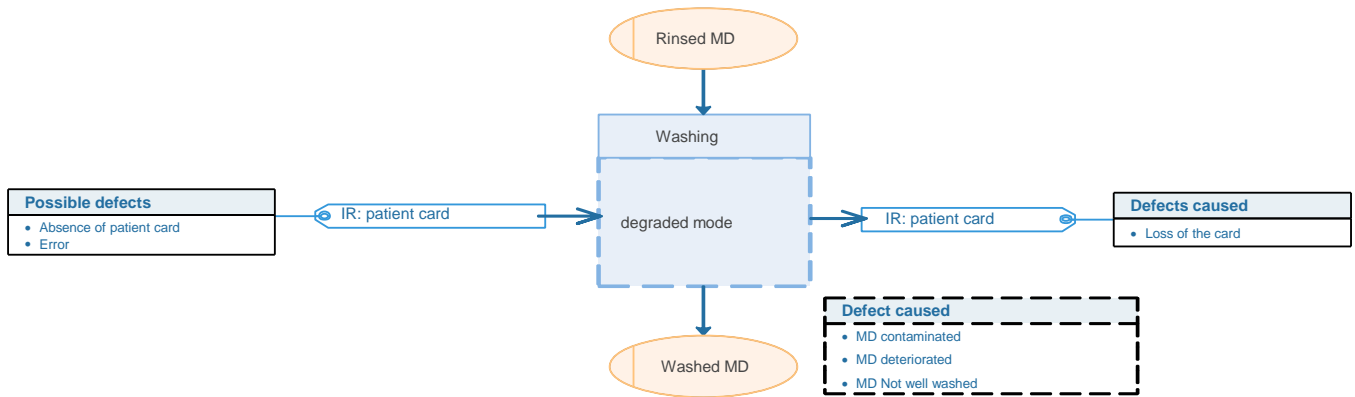 Rinsed MD
Washing
Possible defects
Absence of patient card
Error
IR: patient card
degraded mode
IR: patient card
Defects caused
Loss of the card
Defect caused
MD contaminated
MD deteriorated
MD Not well washed
Washed MD